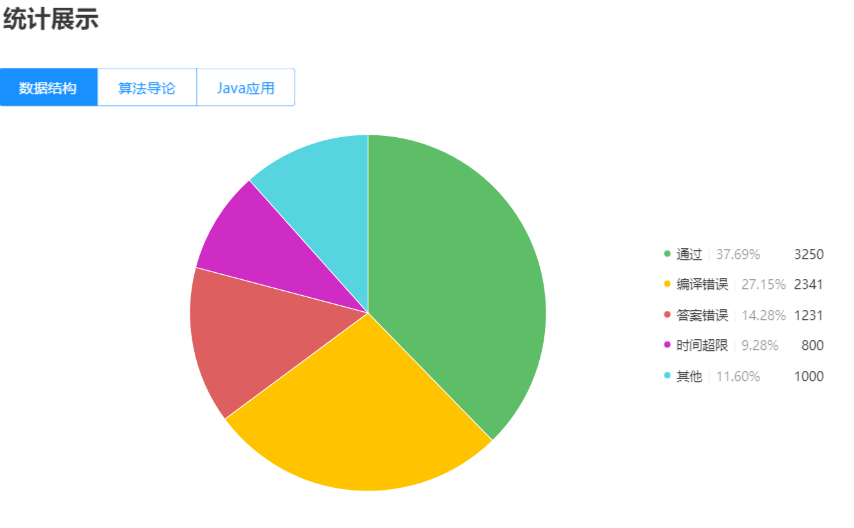 统计展示
数据结构 算法导论 Java应用
通过 37.69% 3250
编译错误 27.15% 2341
答案错误 14.28% 1231
时间超限 9.28% 800
其他 11.60% 1000